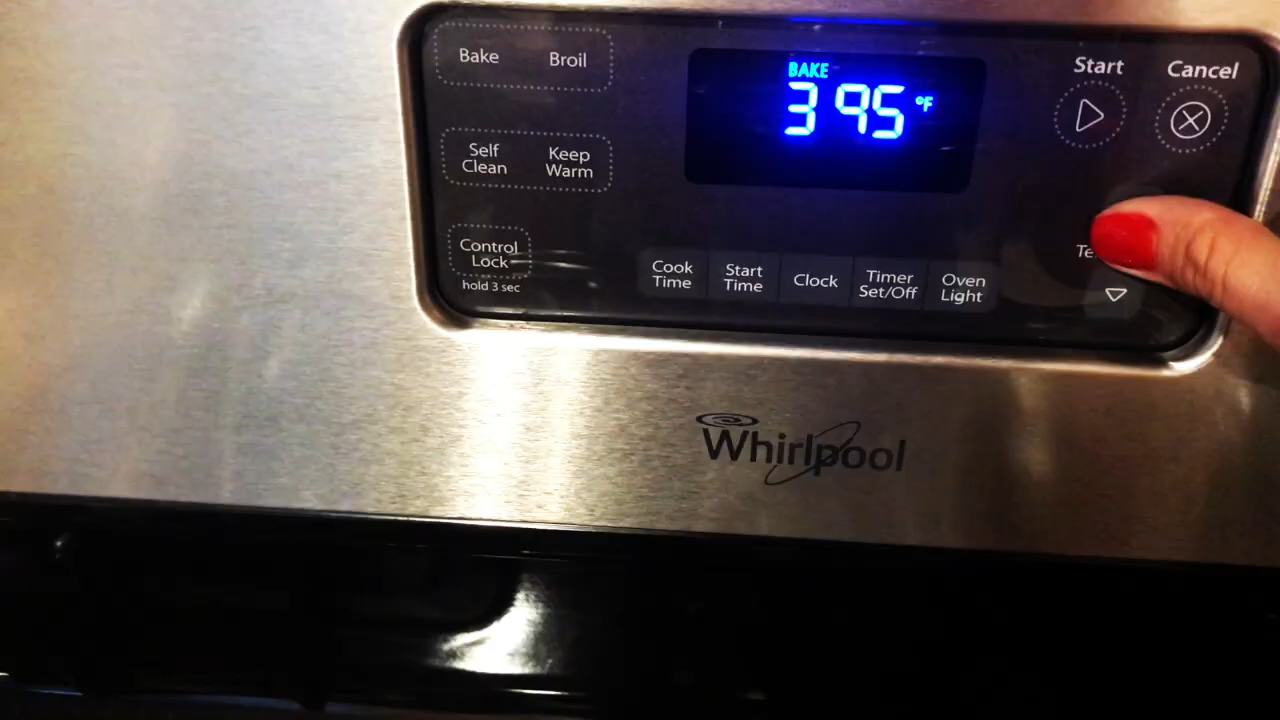 Bake Broil
Self Clean
Keep Warm
Control Lock
hold 3 sec
BAKE
395 °F
Cook Time
Start Time
Clock
Timer Set/Off
Oven Light
Start
Cancel
Whirlpool